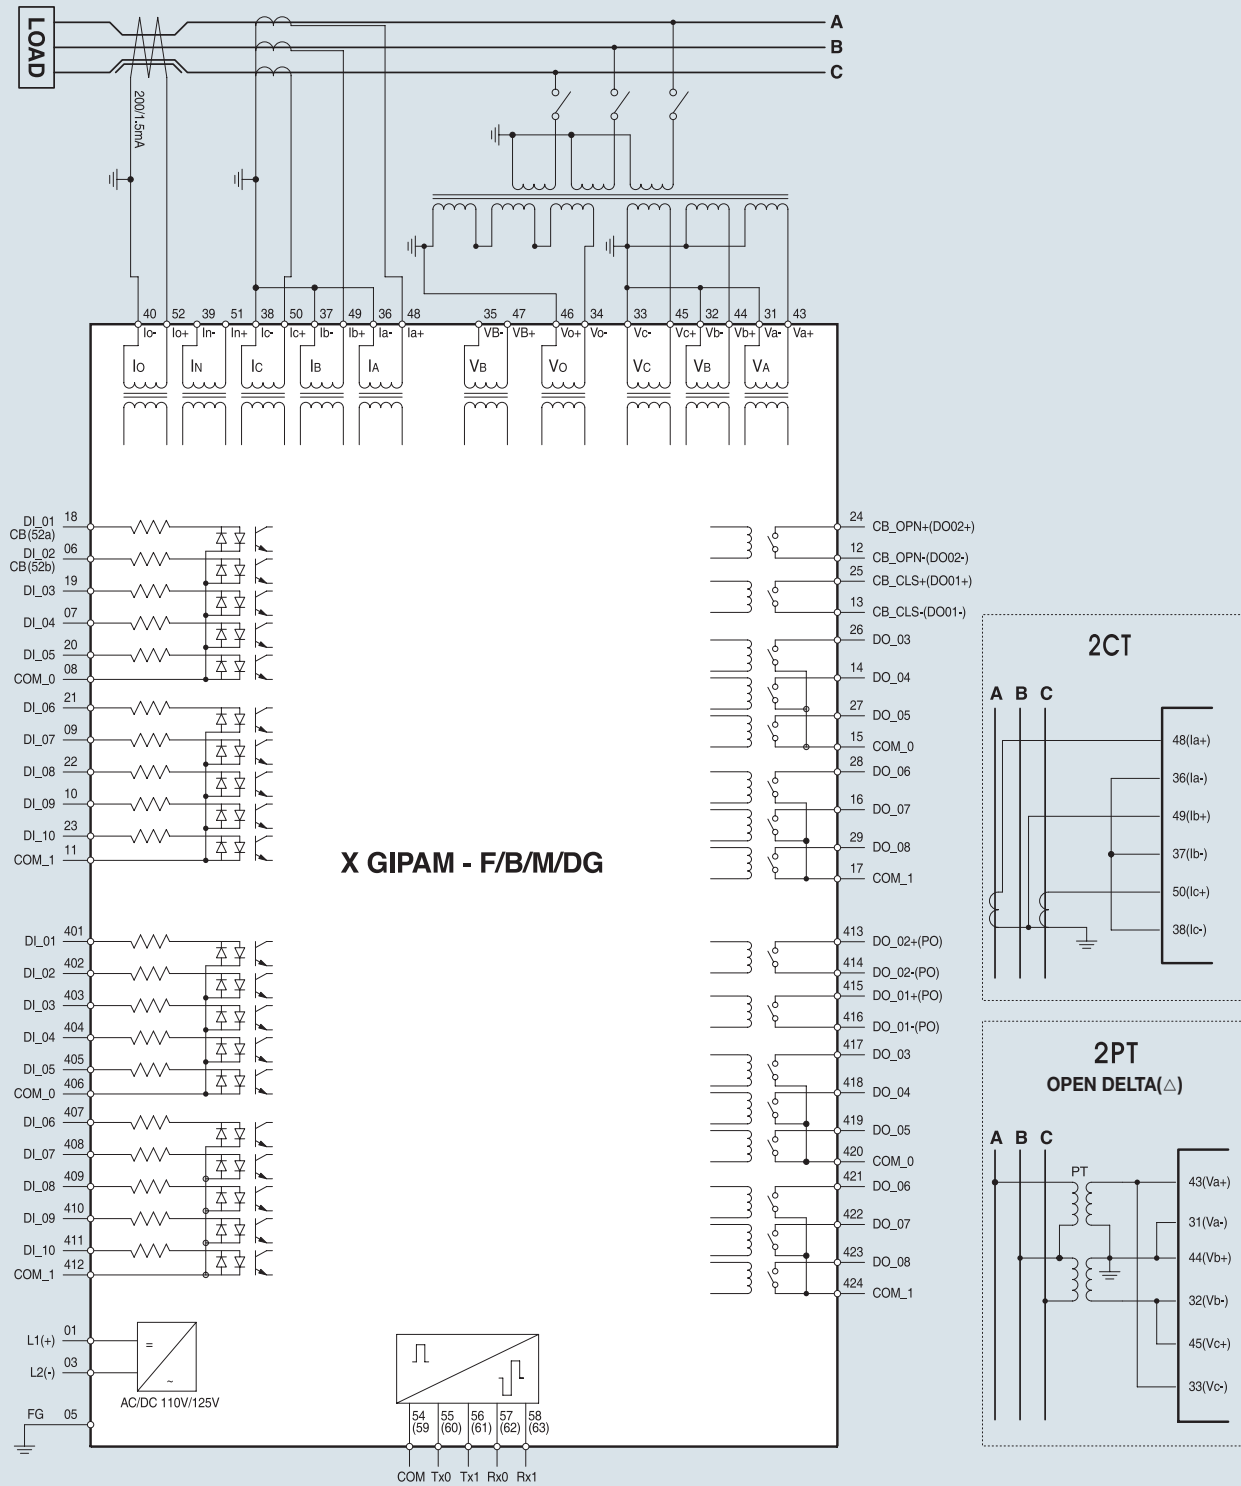 LOAD
A
B
C
200/1.5mA
40 52 39 51 38 50 37 49 36 48 35 47 46 34 33 45 32 44 31 43
Io- Io+ In- In+ Ic- Ic+ Ib- Ib+ Ia- Ia+ VB- VB+ Vo+ Vo- Vc- Vc+ Vb- Vb+ Va- Va+
IO IN IC IB IA VB VO VC VB VA
DI_01 18
CB(52a)
DI_02 06
CB(52b)
DI_03 19
DI_04 07
DI_05 20
COM_0 08
DI_06 21
DI_07 09
DI_08 22
DI_09 10
DI_10 23
COM_1 11
DI_01 401
DI_02 402
DI_03 403
DI_04 404
DI_05 405
COM_0 406
DI_06 407
DI_07 408
DI_08 409
DI_09 410
DI_10 411
COM_1 412
L1(+) 01
L2(-) 03
FG 05
= ~
AC/DC 110V/125V
X GIPAM - F/B/M/DG
54 55 56 57 58
(59 (60) (61) (62) (63)
COM Tx0 Tx1 Rx0 Rx1
24 CB_OPN+(DO02+)
12 CB_OPN-(DO02-)
25 CB_CLS+(DO01+)
13 CB_CLS-(DO01-)
26 DO_03
14 DO_04
27 DO_05
15 COM_0
28 DO_06
16 DO_07
29 DO_08
17 COM_1
413 DO_02+(PO)
414 DO_02-(PO)
415 DO_01+(PO)
416 DO_01-(PO)
417 DO_03
418 DO_04
419 DO_05
420 COM_0
421 DO_06
422 DO_07
423 DO_08
424 COM_1
2CT
A B C
48(Ia+)
36(Ia-)
49(Ib+)
37(Ib-)
50(Ic+)
38(Ic-)
2PT
OPEN DELTA(△)
A B C
PT
43(Va+)
31(Va-)
44(Vb+)
32(Vb-)
45(Vc+)
33(Vc-)